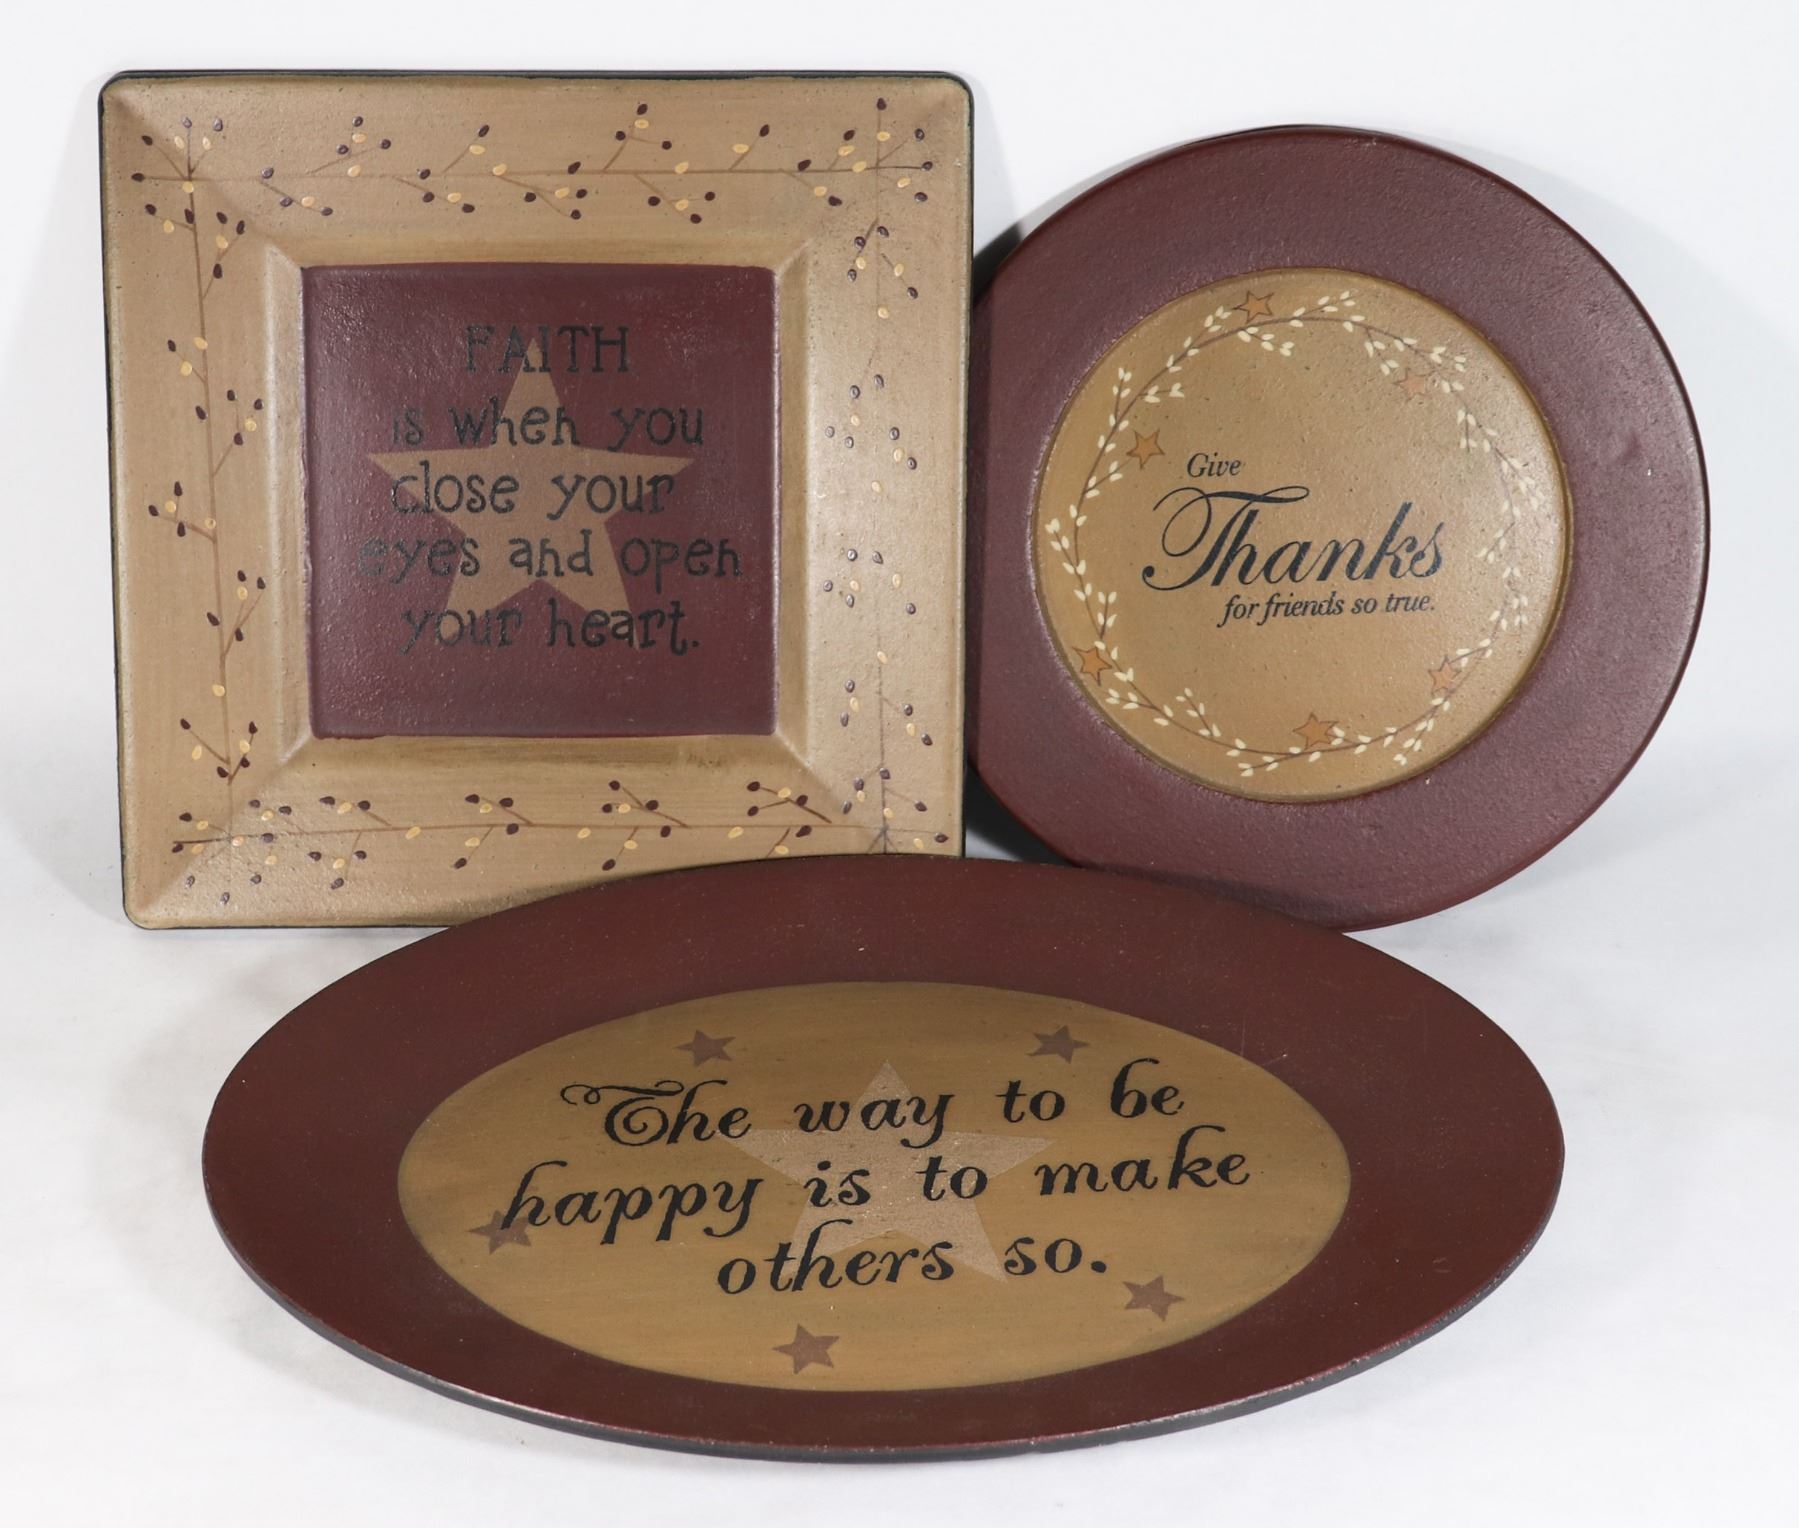 FAITH
is when you
close your
eyes and open
your heart.
Give
Thanks
for friends so true.
The way to be
happy is to make
others so.